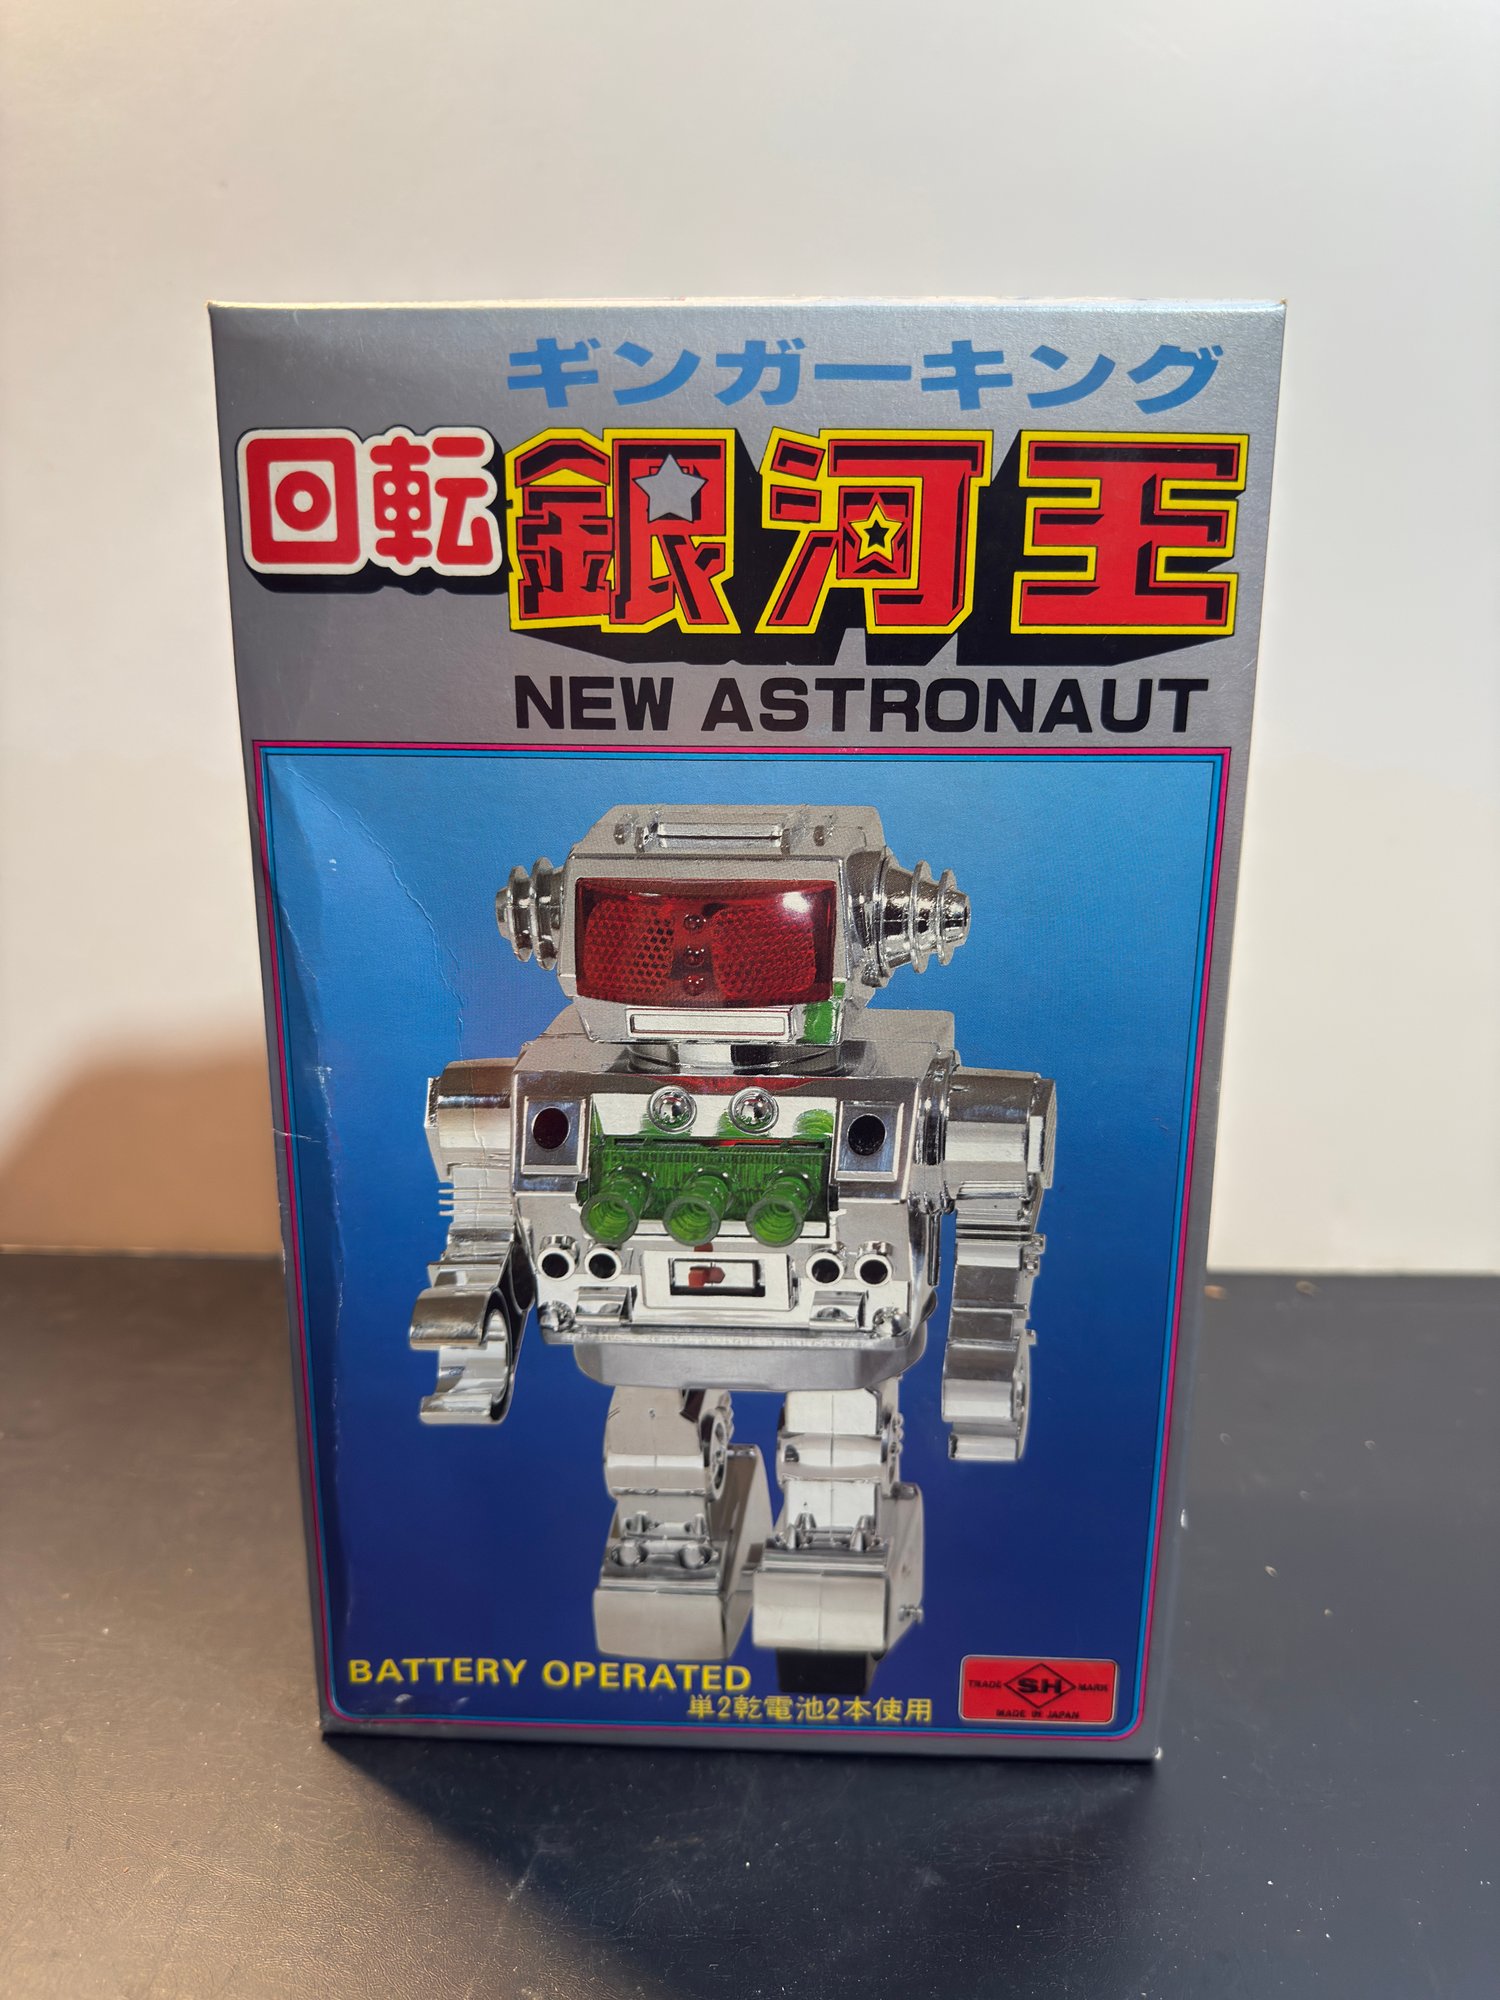 ギンガーキング
回転 銀河王
NEW ASTRONAUT
BATTERY OPERATED
単2乾電池2本使用
TRADE S.H MARK
MADE IN JAPAN